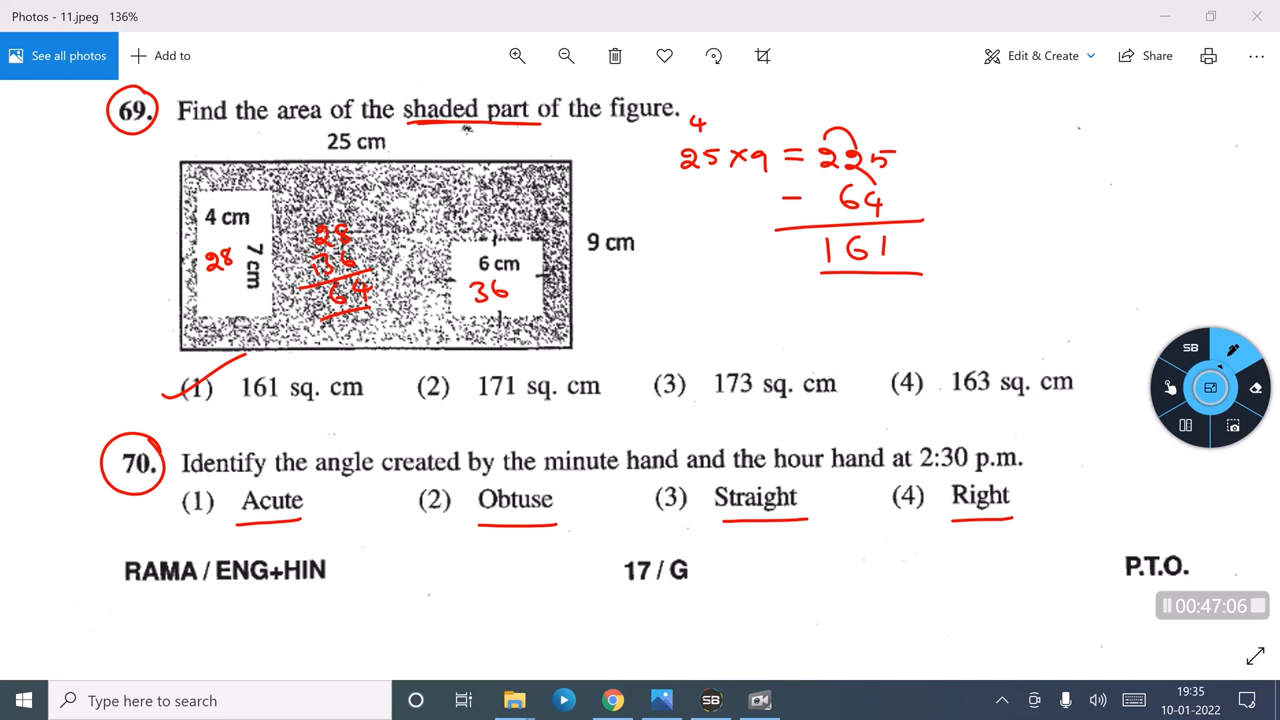 Photos - 11.jpeg 136%
See all photos Add to Edit & Create Share
69. Find the area of the shaded part of the figure.
25 cm
4
25 × 9 = 225
- 64
161
4 cm
7 cm
28
28
36
64
6 cm
36
9 cm
(1) 161 sq. cm (2) 171 sq. cm (3) 173 sq. cm (4) 163 sq. cm
SB
70. Identify the angle created by the minute hand and the hour hand at 2:30 p.m.
(1) Acute (2) Obtuse (3) Straight (4) Right
RAMA / ENG+HIN 17 / G P.T.O.
00:47:06
Type here to search SB 19:35
10-01-2022